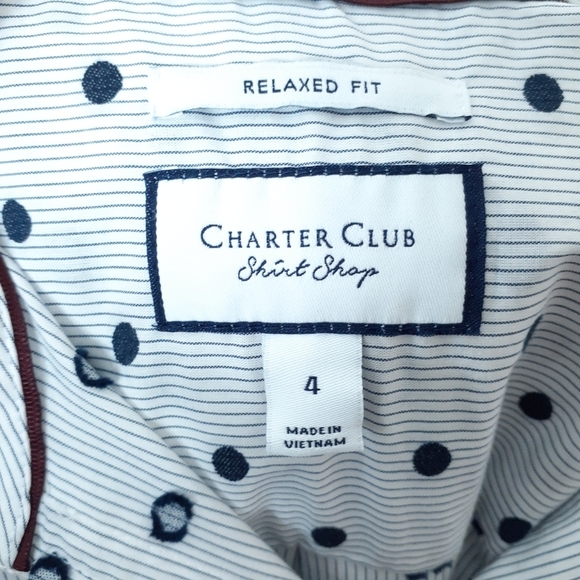 RELAXED FIT
CHARTER CLUB
Shirt Shop
4
MADE IN
VIETNAM